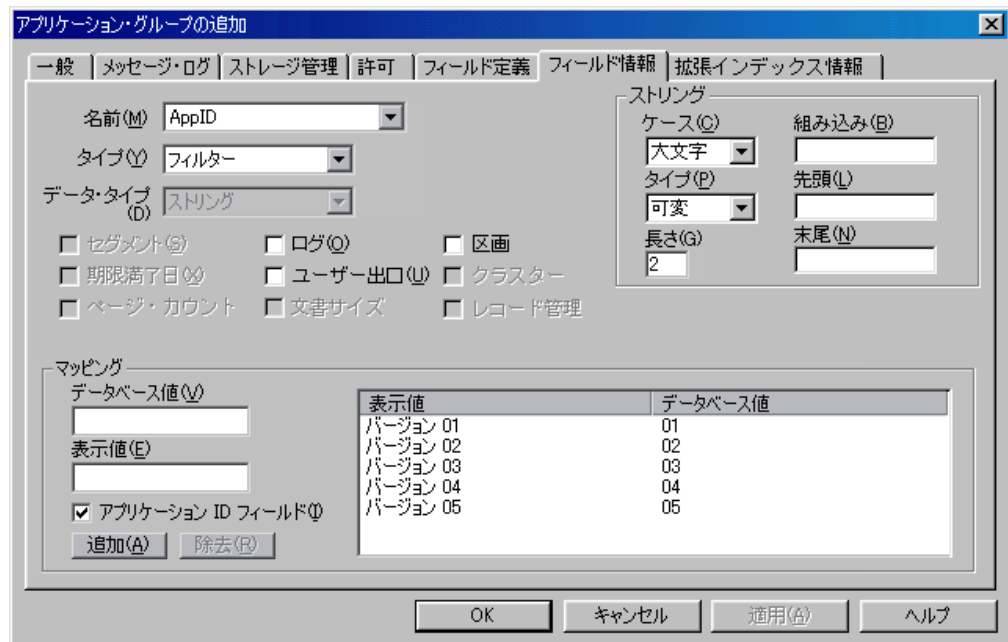 アプリケーション・グループの追加
一般 メッセージ・ログ ストレージ管理 許可 フィールド定義 フィールド情報 拡張インデックス情報
名前(M) AppID
タイプ(Y) フィルター
データ・タイプ(D) ストリング
セグメント(S) ログ(O) 区画
期限満了日(X) ユーザー出口(U) クラスター
ページ・カウント 文書サイズ レコード管理
ストリング
ケース(C) 組み込み(B)
大文字
タイプ(P) 先頭(L)
可変
長さ(G) 末尾(N)
2
マッピング
データベース値(V)
表示値(E)
アプリケーション ID フィールド(I)
追加(A) 除去(R)
表示値 データベース値
バージョン 01 01
バージョン 02 02
バージョン 03 03
バージョン 04 04
バージョン 05 05
OK キャンセル 適用(A) ヘルプ